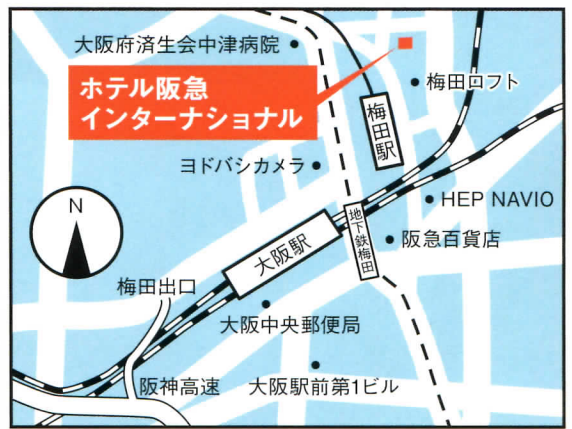 大阪府済生会中津病院
ホテル阪急
インターナショナル
梅田ロフト
梅田駅
ヨドバシカメラ
HEP NAVIO
N
地下鉄梅田
阪急百貨店
大阪駅
梅田出口
大阪中央郵便局
阪神高速
大阪駅前第1ビル